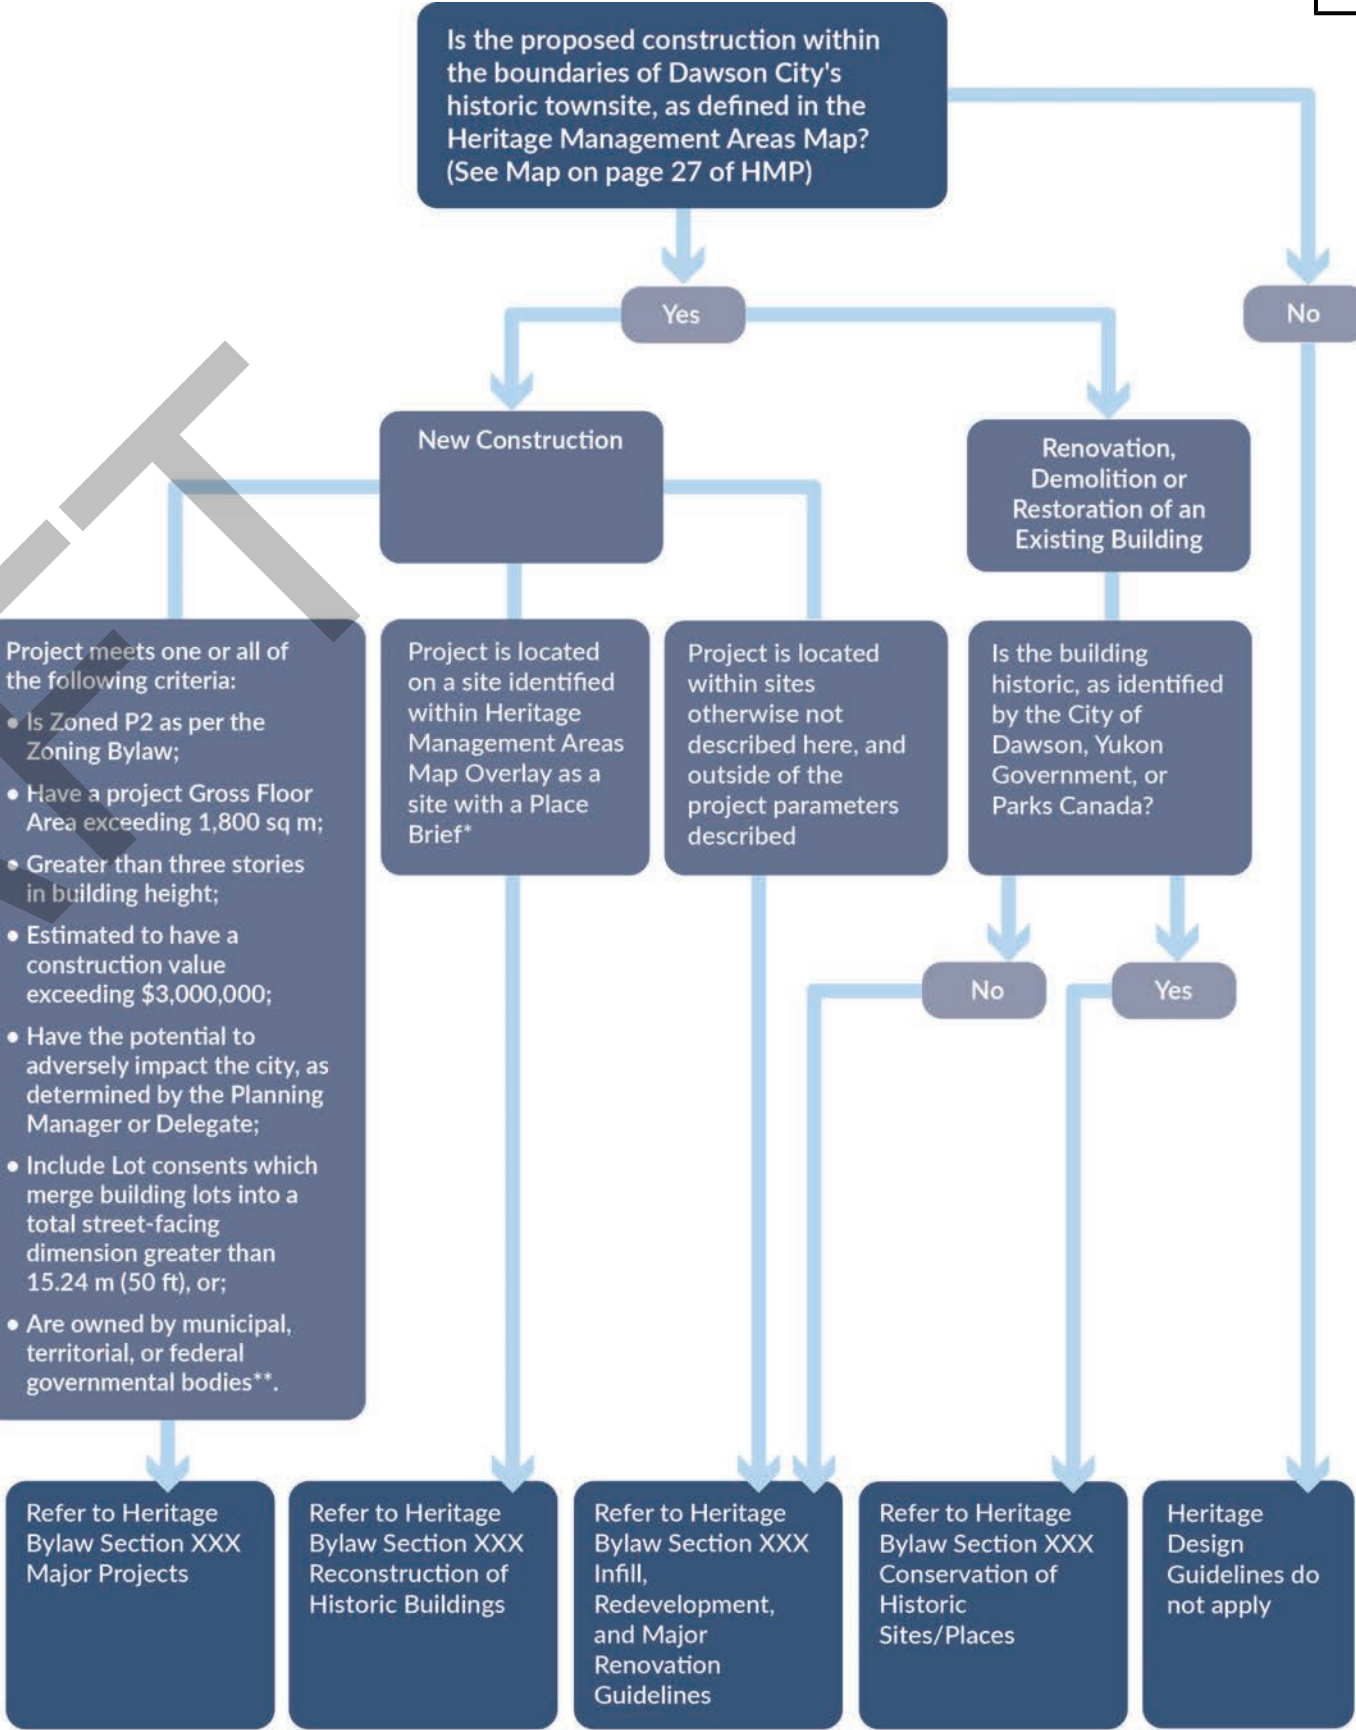 Is the proposed construction within
the boundaries of Dawson City's
historic townsite, as defined in the
Heritage Management Areas Map?
(See Map on page 27 of HMP)
Yes
No
New Construction
Renovation,
Demolition or
Restoration of an
Existing Building
Project meets one or all of
the following criteria:
• Is Zoned P2 as per the
Zoning Bylaw;
• Have a project Gross Floor
Area exceeding 1,800 sq m;
• Greater than three stories
in building height;
• Estimated to have a
construction value
exceeding $3,000,000;
• Have the potential to
adversely impact the city, as
determined by the Planning
Manager or Delegate;
• Include Lot consents which
merge building lots into a
total street-facing
dimension greater than
15.24 m (50 ft), or;
• Are owned by municipal,
territorial, or federal
governmental bodies**.
Project is located
on a site identified
within Heritage
Management Areas
Map Overlay as a
site with a Place
Brief*
Project is located
within sites
otherwise not
described here, and
outside of the
project parameters
described
Is the building
historic, as identified
by the City of
Dawson, Yukon
Government, or
Parks Canada?
No
Yes
Refer to Heritage
Bylaw Section XXX
Major Projects
Refer to Heritage
Bylaw Section XXX
Reconstruction of
Historic Buildings
Refer to Heritage
Bylaw Section XXX
Infill,
Redevelopment,
and Major
Renovation
Guidelines
Refer to Heritage
Bylaw Section XXX
Conservation of
Historic
Sites/Places
Heritage
Design
Guidelines do
not apply